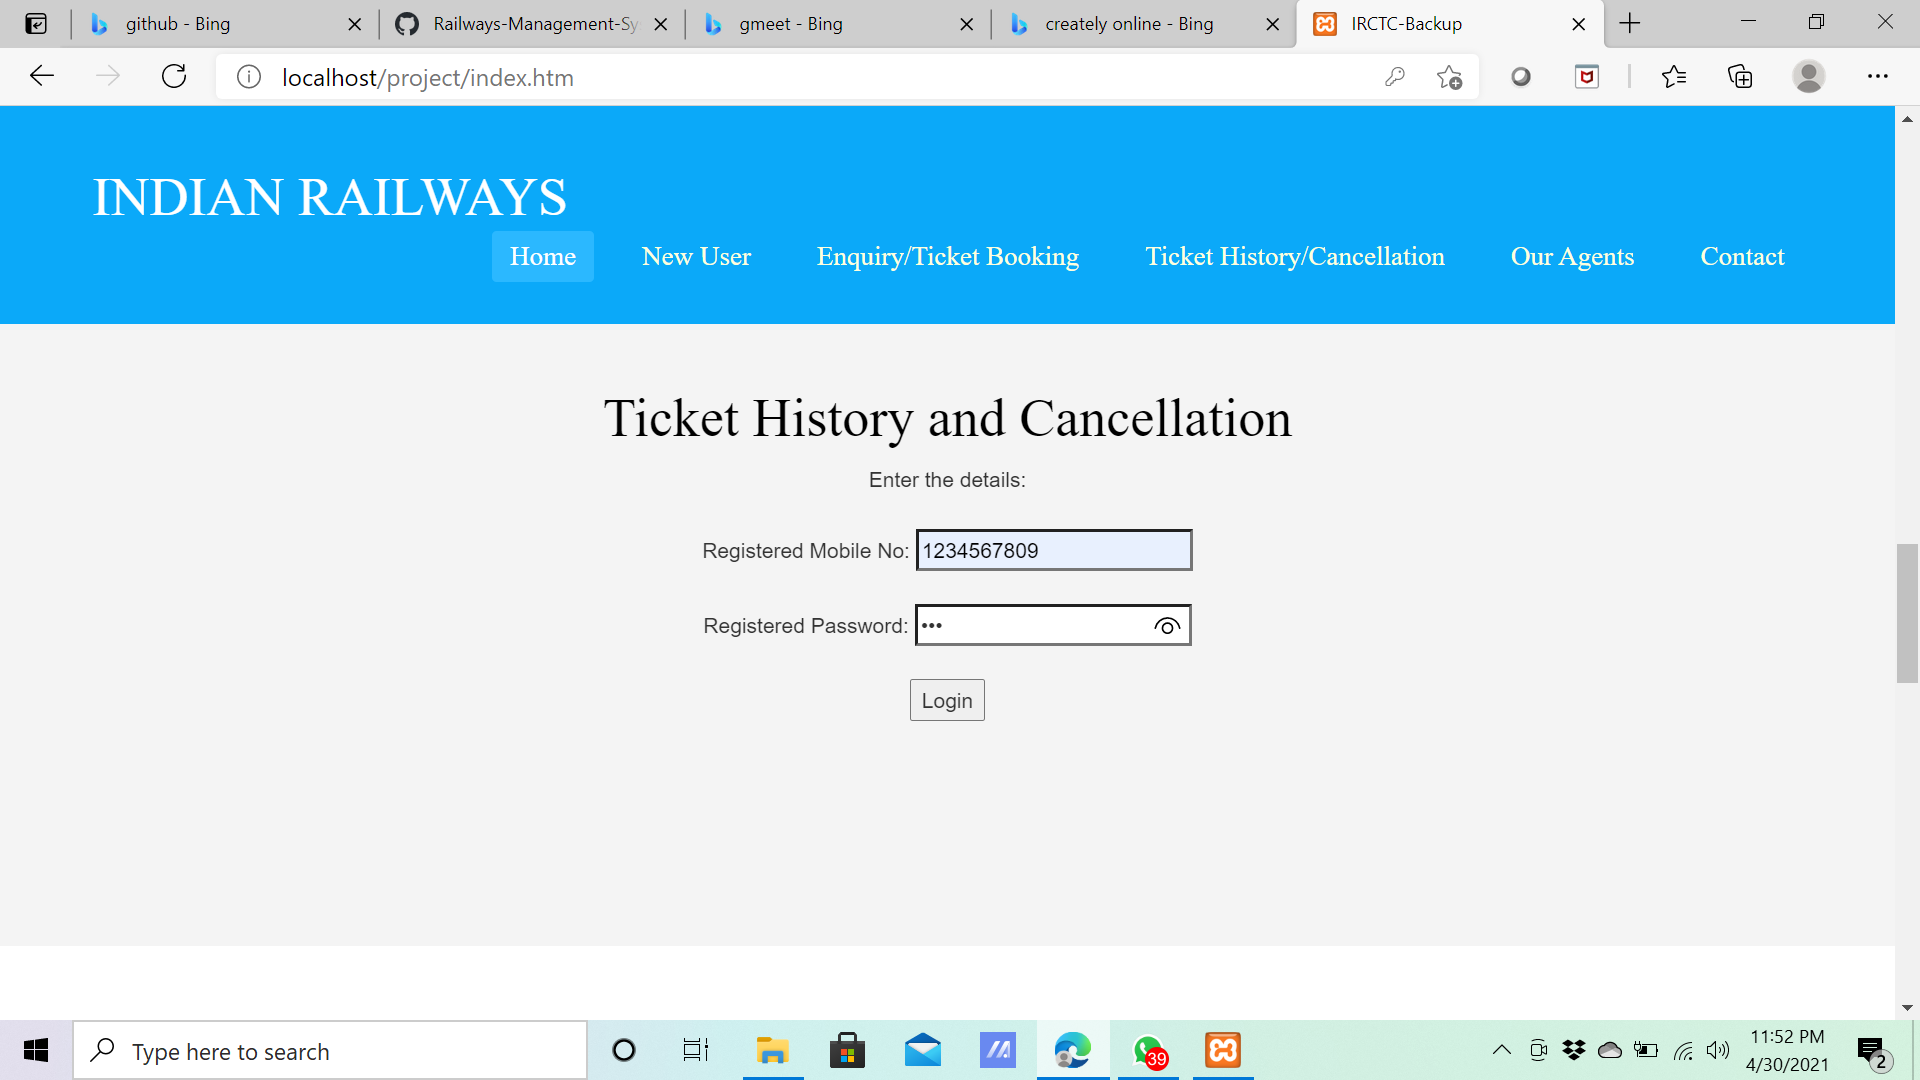 github - Bing
Railways-Management-Sy
gmeet - Bing
creately online - Bing
IRCTC-Backup
localhost/project/index.htm
INDIAN RAILWAYS
Home New User Enquiry/Ticket Booking Ticket History/Cancellation Our Agents Contact
Ticket History and Cancellation
Enter the details:
Registered Mobile No: 1234567809
Registered Password: •••
Login
Type here to search
39
11:52 PM
4/30/2021
2